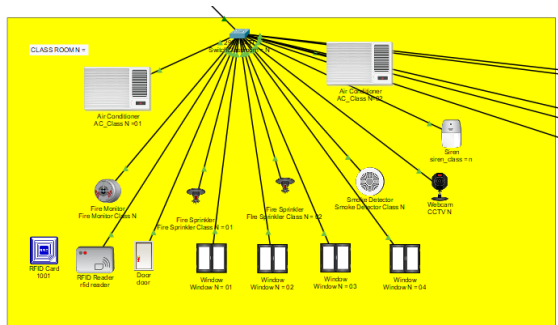 CLASS ROOM N =
Switch Classroom = N
Air Conditioner
AC_Class N =01
Air Conditioner
AC_Class N=02
Siren
siren_class = n
Fire Monitor
Fire Monitor Class N
Fire Sprinkler
Fire Sprinkler Class N = 01
Fire Sprinkler
Fire Sprinkler Class N = 02
Smoke Detector
Smoke Detector Class N
Webcam
CCTV N
RFID Card
1001
RFID Reader
rfid reader
Door
door
Window
Window N = 01
Window
Window N = 02
Window
Window N = 03
Window
Window N = 04